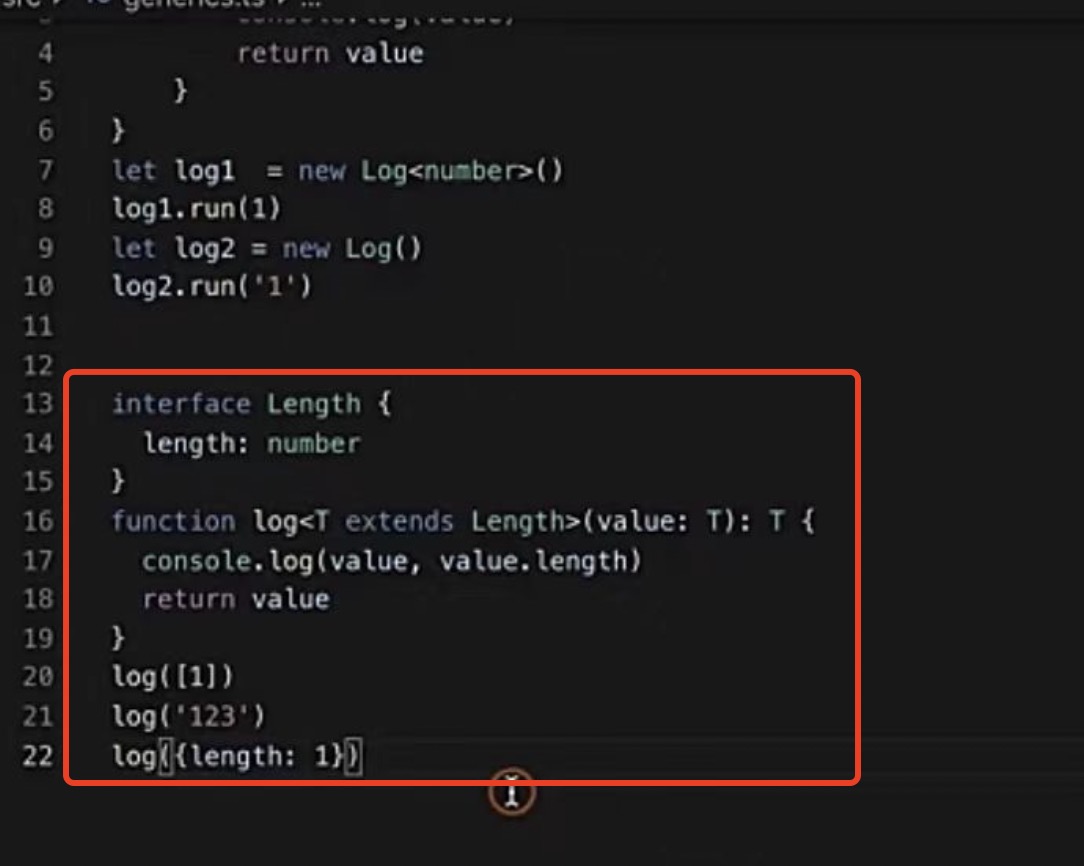 src > generics.ts > ...
3 console.log(value)
4 return value
5 }
6 }
7 let log1  = new Log<number>()
8 log1.run(1)
9 let log2 = new Log()
10 log2.run('1')
11
12
13 interface Length {
14 length: number
15 }
16 function log<T extends Length>(value: T): T {
17 console.log(value, value.length)
18 return value
19 }
20 log([1])
21 log('123')
22 log({length: 1})